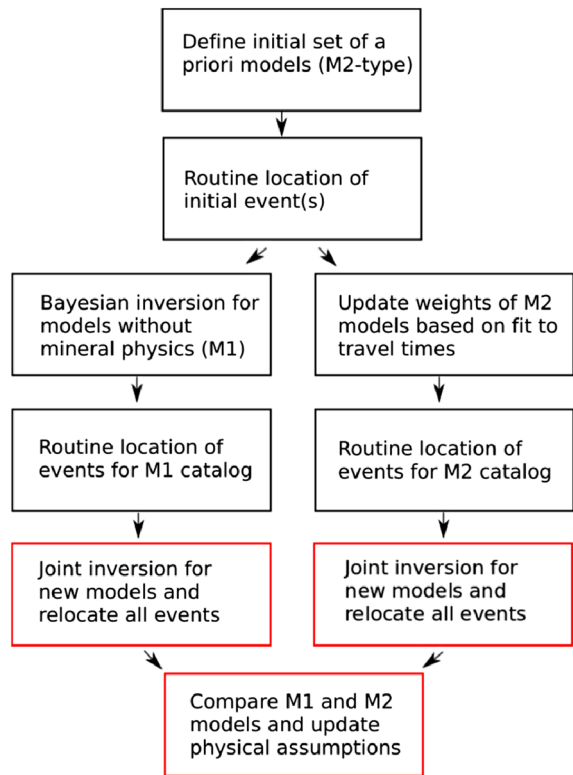 Define initial set of a
priori models (M2-type)
Routine location of
initial event(s)
Bayesian inversion for
models without
mineral physics (M1)
Update weights of M2
models based on fit to
travel times
Routine location of
events for M1 catalog
Routine location of
events for M2 catalog
Joint inversion for
new models and
relocate all events
Joint inversion for
new models and
relocate all events
Compare M1 and M2
models and update
physical assumptions